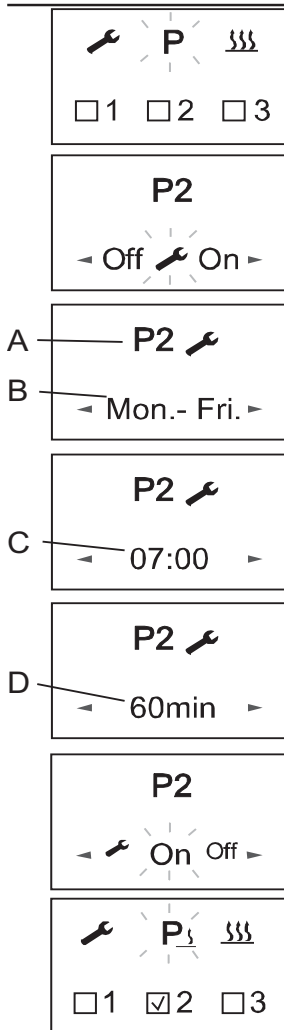 P
☐ 1 ☐ 2 ☐ 3
P2
Off On
A
P2
B
Mon.- Fri.
P2
C
07:00
P2
D
60min
P2
On Off
P
☐ 1 ☑ 2 ☐ 3